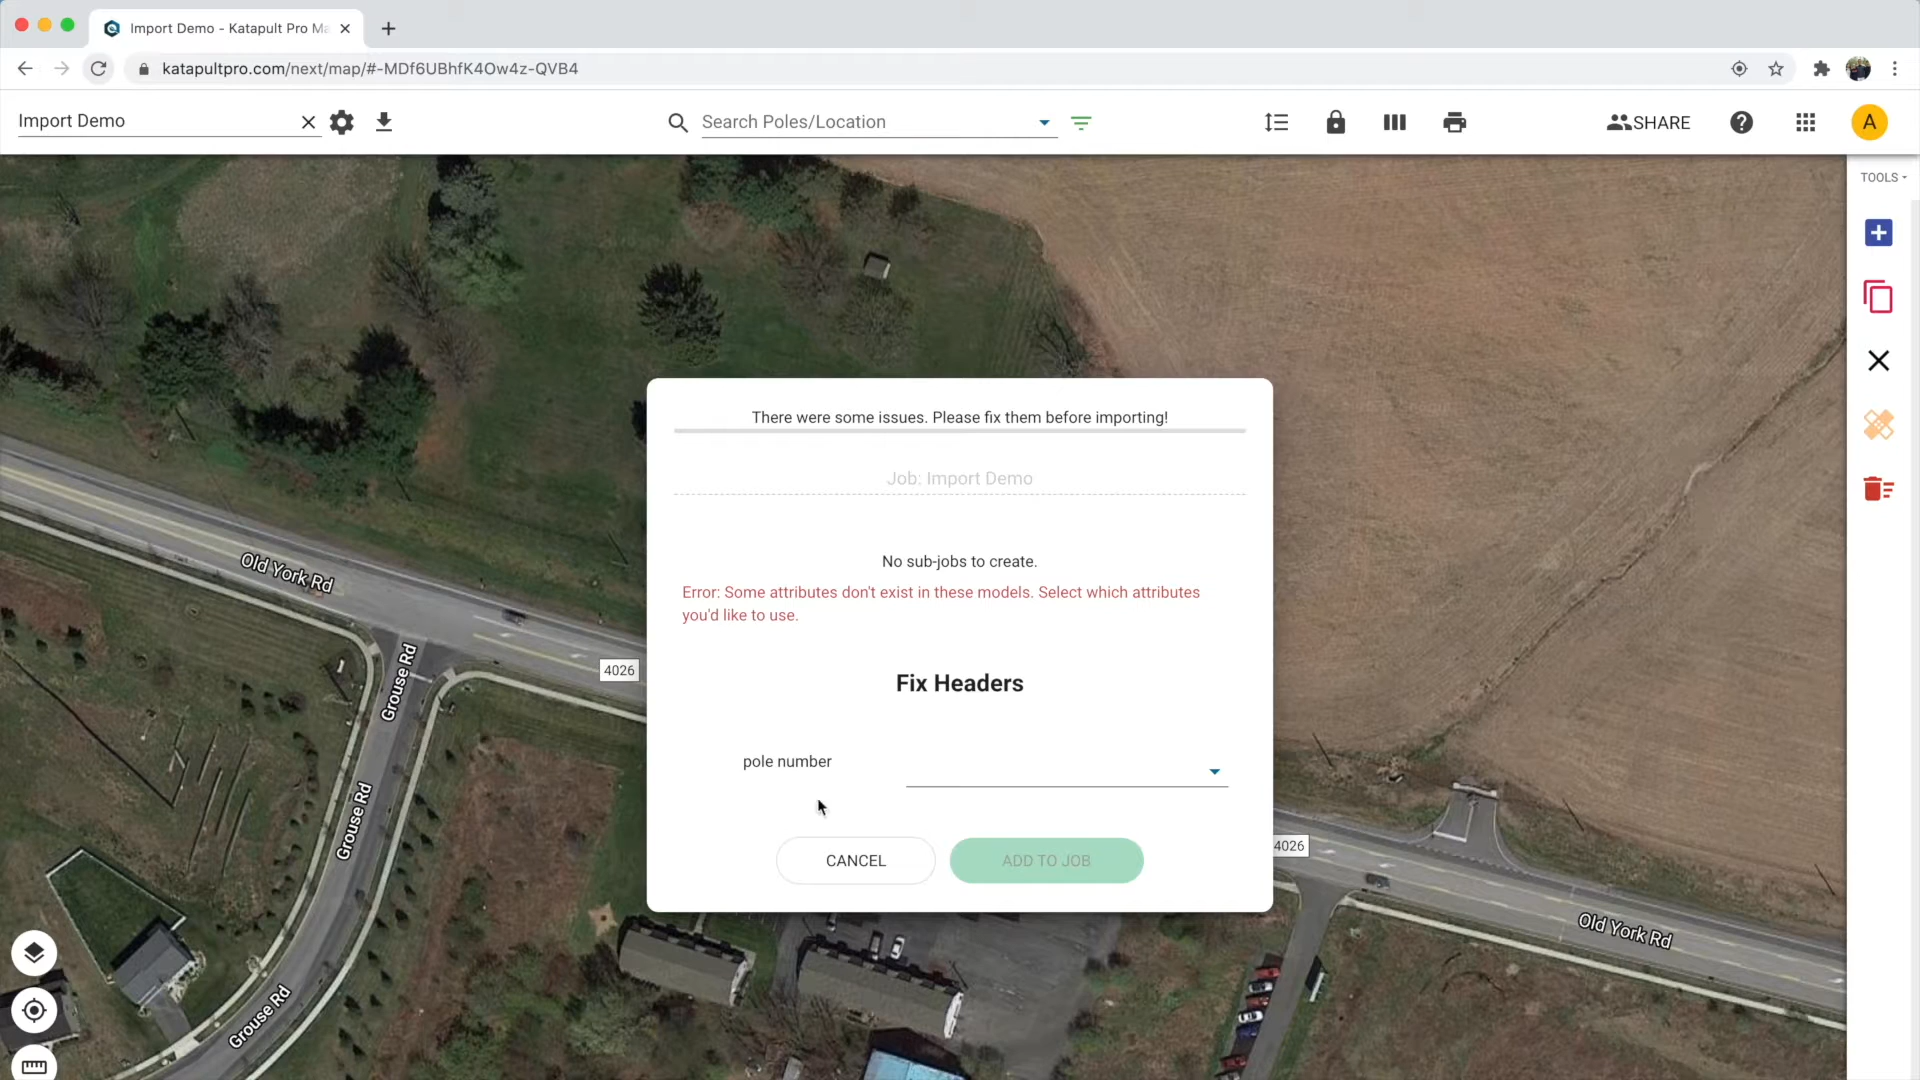 Import Demo - Katapult Pro Ma
katapultpro.com/next/map/#-MDf6UBhfK4Ow4z-QVB4
Import Demo
Search Poles/Location
SHARE
A
TOOLS
There were some issues. Please fix them before importing!
Job: Import Demo
No sub-jobs to create.
Error: Some attributes don't exist in these models. Select which attributes
you'd like to use.
Fix Headers
pole number
CANCEL
ADD TO JOB
Old York Rd
Grouse Rd
4026
Grouse Rd
Grouse Rd
4026
Old York Rd